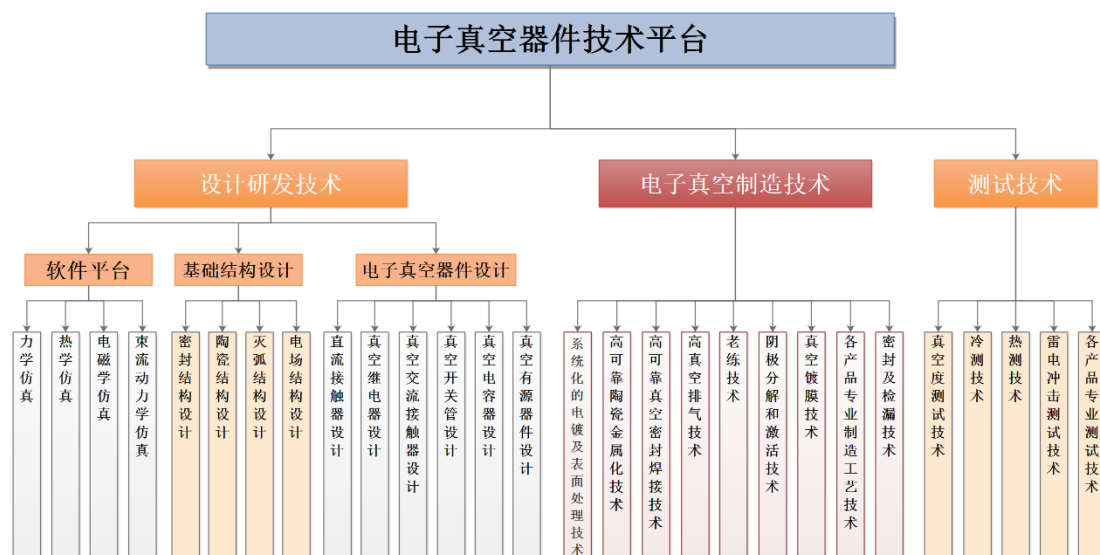 电子真空器件技术平台
设计研发技术
电子真空制造技术
测试技术
软件平台
基础结构设计
电子真空器件设计
力学仿真
热学仿真
电磁学仿真
束流动力学仿真
密封结构设计
陶瓷结构设计
灭弧结构设计
电场结构设计
直流接触器设计
真空继电器设计
真空交流接触器设计
真空开关管设计
真空电容器设计
真空有源器件设计
系统化的电镀及表面处理技术
高可靠陶瓷金属化技术
高可靠真空密封焊接技术
高真空排气技术
老练技术
阴极分解和激活技术
真空镀膜技术
各产品专业制造工艺技术
密封及检漏技术
真空度测试技术
冷测技术
热测技术
雷电冲击测试技术
各产品专业测试技术